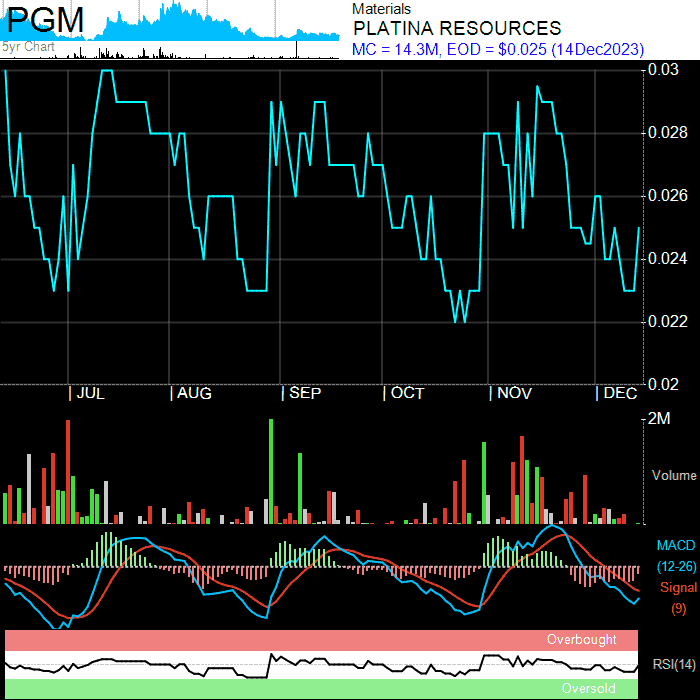 PGM
5yr Chart
Materials
PLATINA RESOURCES
MC = 14.3M, EOD = $0.025 (14Dec2023)
0.03
0.028
0.026
0.024
0.022
0.02
JUL AUG SEP OCT NOV DEC
2M
Volume
MACD
(12-26)
Signal
(9)
Overbought
RSI(14)
Oversold